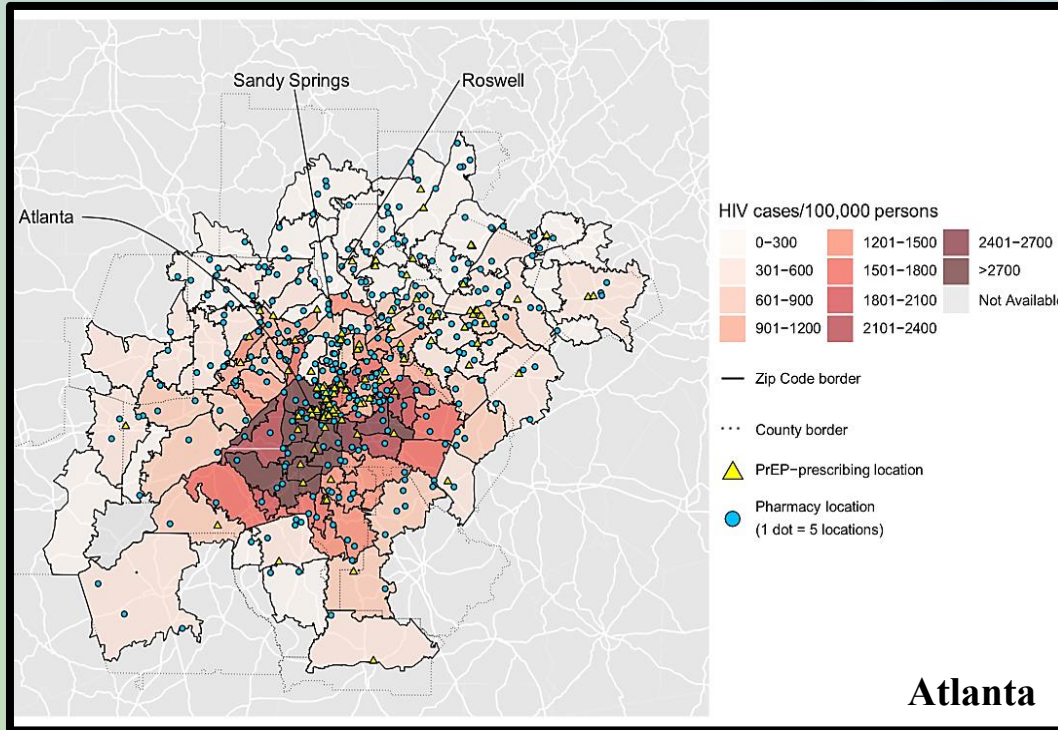 Sandy Springs
Roswell
Atlanta
HIV cases/100,000 persons
0–300
301–600
601–900
901–1200
1201–1500
1501–1800
1801–2100
2101–2400
2401–2700
>2700
Not Available
Zip Code border
County border
PrEP–prescribing location
Pharmacy location
(1 dot = 5 locations)
Atlanta